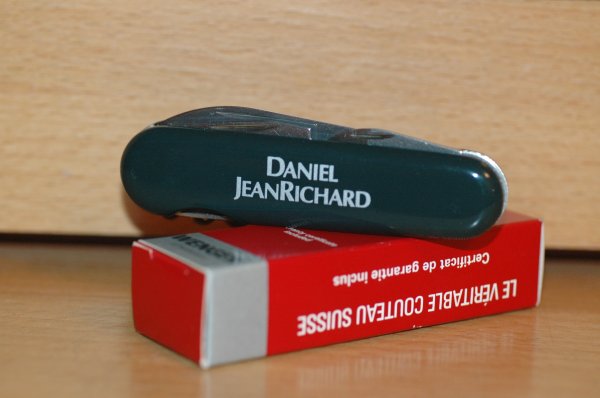 DANIEL
JEANRICHARD
LE VÉRITABLE COUTEAU SUISSE
Certificat de garantie inclus